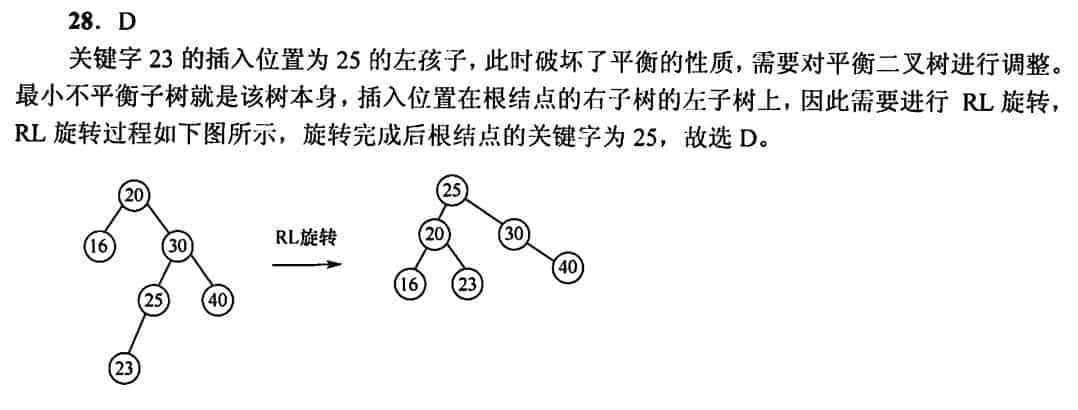 28. D
关键字 23 的插入位置为 25 的左孩子，此时破坏了平衡的性质，需要对平衡二叉树进行调整。
最小不平衡子树就是该树本身，插入位置在根结点的右子树的左子树上，因此需要进行 RL 旋转，
RL 旋转过程如下图所示，旋转完成后根结点的关键字为 25，故选 D。
20
16
30
25
40
23
RL旋转
25
20
30
16
23
40